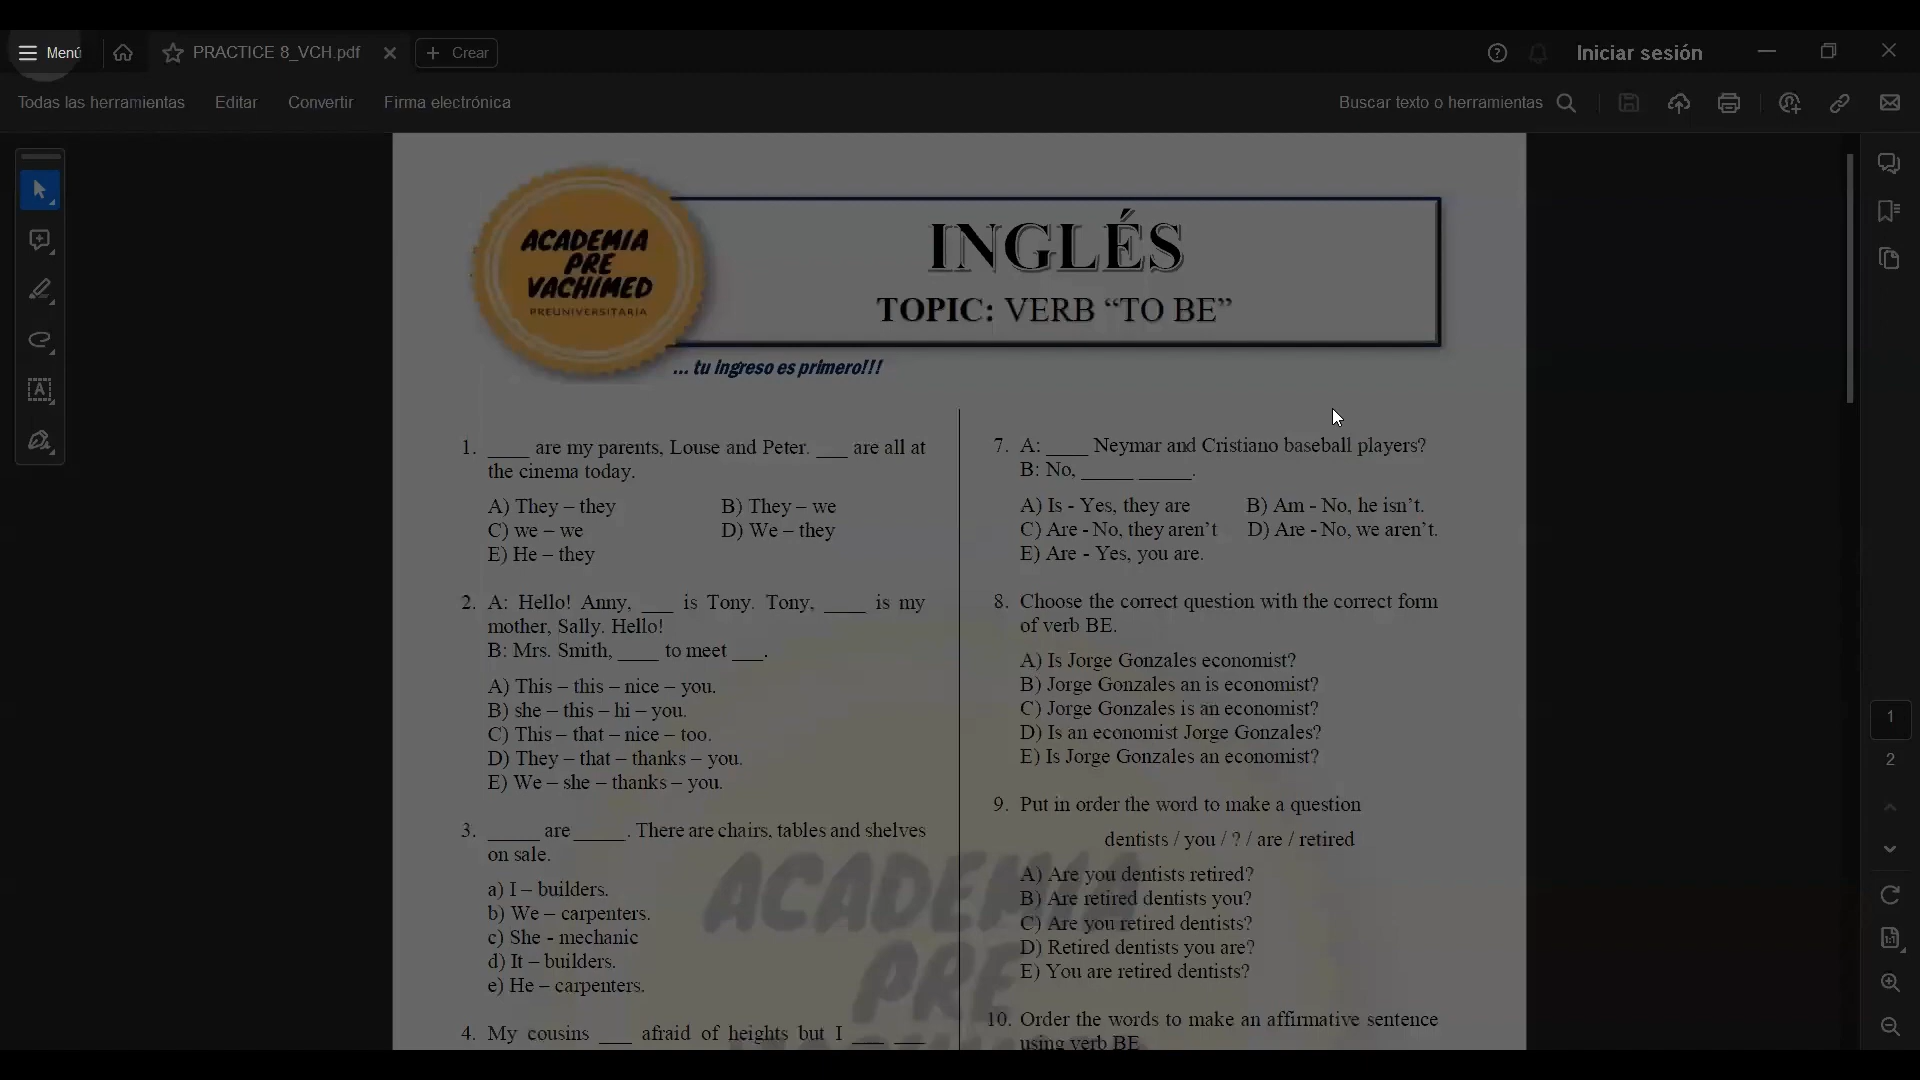 Menú
PRACTICE 8_VCH.pdf
Crear
Iniciar sesión
Todas las herramientas
Editar
Convertir
Firma electrónica
Buscar texto o herramientas
ACADEMIA
PRE
VACHIMED
PREUNIVERSITARIA
INGLÉS
TOPIC: VERB “TO BE”
... tu ingreso es primero!!!
1. ____ are my parents, Louse and Peter. ___ are all at
the cinema today.
A) They – they
B) They – we
C) we – we
D) We – they
E) He – they
2. A: Hello! Anny, ___ is Tony. Tony, ____ is my
mother, Sally. Hello!
B: Mrs. Smith, ____ to meet ___.
A) This – this – nice – you.
B) she – this – hi – you.
C) This – that – nice – too.
D) They – that – thanks – you.
E) We – she – thanks – you.
3. _____ are _____. There are chairs, tables and shelves
on sale.
a) I – builders.
b) We – carpenters.
c) She - mechanic
d) It – builders.
e) He – carpenters.
4. My cousins ___ afraid of heights but I ___ ___
7. A: ____ Neymar and Cristiano baseball players?
B: No, _____ _____.
A) Is - Yes, they are
B) Am - No, he isn’t.
C) Are - No, they aren’t
D) Are - No, we aren’t.
E) Are - Yes, you are.
8. Choose the correct question with the correct form
of verb BE.
A) Is Jorge Gonzales economist?
B) Jorge Gonzales an is economist?
C) Jorge Gonzales is an economist?
D) Is an economist Jorge Gonzales?
E) Is Jorge Gonzales an economist?
9. Put in order the word to make a question
dentists / you / ? / are / retired
A) Are you dentists retired?
B) Are retired dentists you?
C) Are you retired dentists?
D) Retired dentists you are?
E) You are retired dentists?
10. Order the words to make an affirmative sentence
using verb BE
ACADEMIA
PRE
1
2